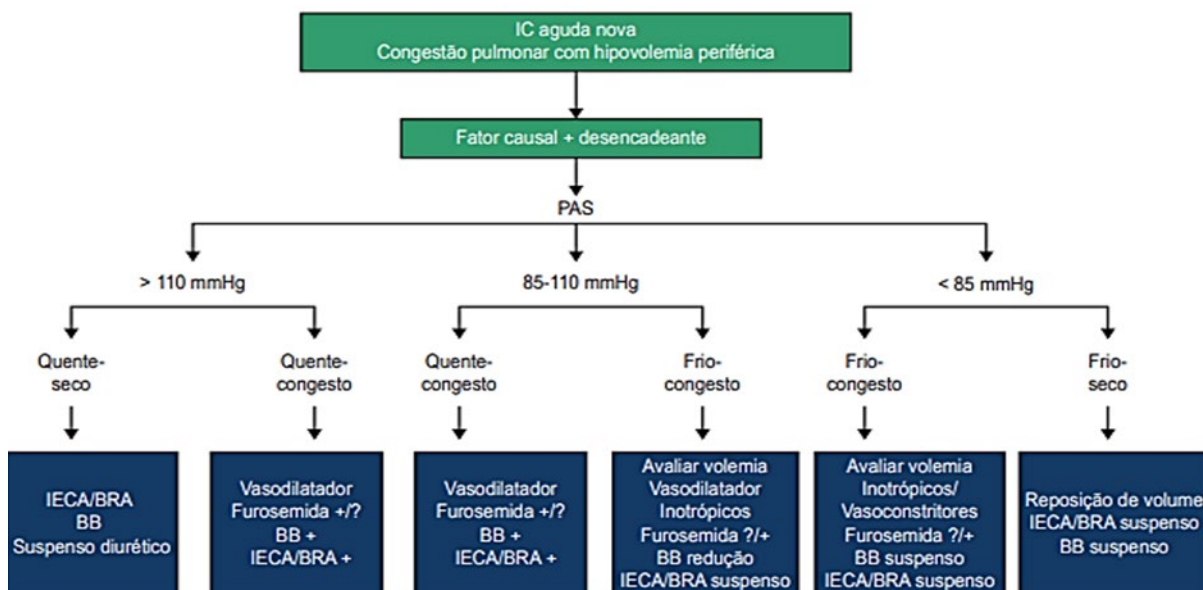 IC aguda nova
Congestão pulmonar com hipovolemia periférica
Fator causal + desencadeante
PAS
> 110 mmHg
85-110 mmHg
< 85 mmHg
Quente-
seco
Quente-
congesto
Quente-
congesto
Frio-
congesto
Frio-
congesto
Frio-
seco
IECA/BRA
BB
Suspenso diurético
Vasodilatador
Furosemida +/?
BB +
IECA/BRA +
Vasodilatador
Furosemida +/?
BB +
IECA/BRA +
Avaliar volemia
Vasodilatador
Inotrópicos
Furosemida ?/+
BB redução
IECA/BRA suspenso
Avaliar volemia
Inotrópicos/
Vasoconstritores
Furosemida ?/+
BB suspenso
IECA/BRA suspenso
Reposição de volume
IECA/BRA suspenso
BB suspenso